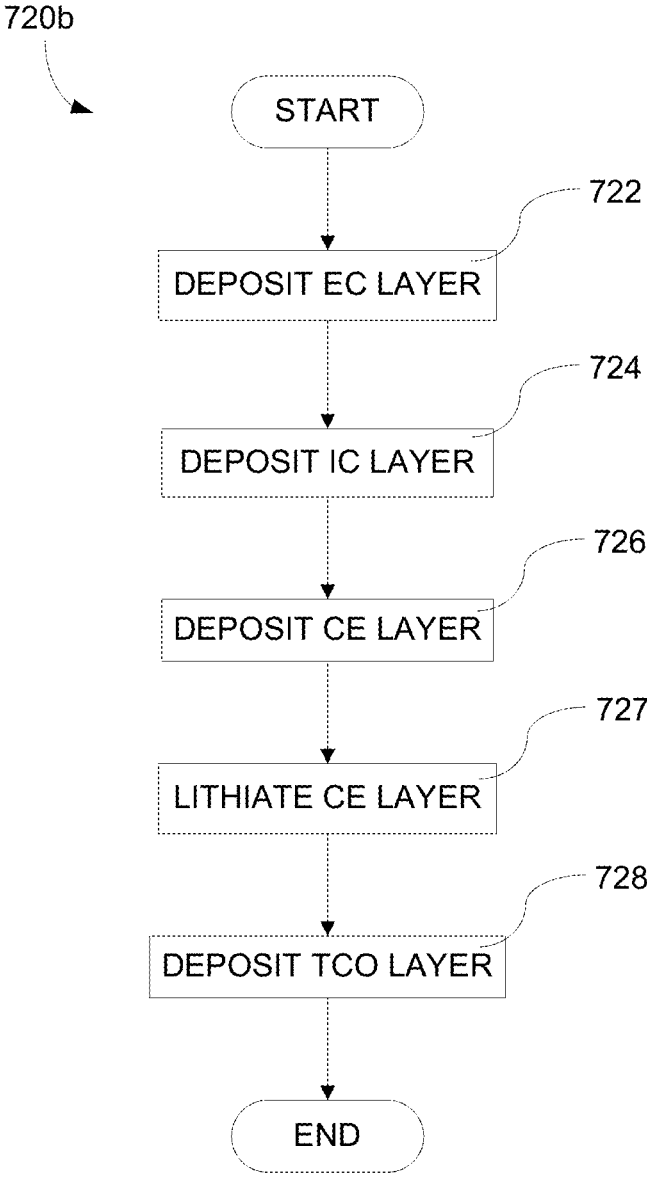 720b
START
722
DEPOSIT EC LAYER
724
DEPOSIT IC LAYER
726
DEPOSIT CE LAYER
727
LITHIATE CE LAYER
728
DEPOSIT TCO LAYER
END